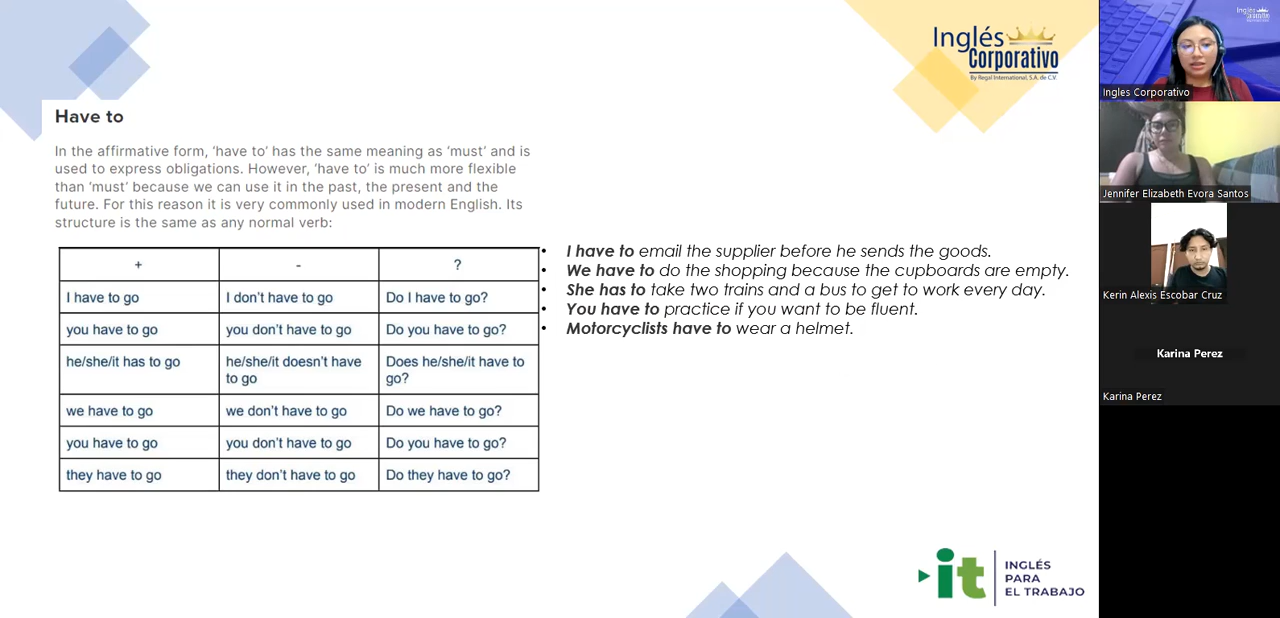 Inglés
Corporativo
By Regal International, S.A. de C.V.
Have to
In the affirmative form, ‘have to’ has the same meaning as ‘must’ and is
used to express obligations. However, ‘have to’ is much more flexible
than ‘must’ because we can use it in the past, the present and the
future. For this reason it is very commonly used in modern English. Its
structure is the same as any normal verb:
+ - ?
I have to go I don’t have to go Do I have to go?
you have to go you don’t have to go Do you have to go?
he/she/it has to go he/she/it doesn’t have Does he/she/it have to
to go go?
we have to go we don’t have to go Do we have to go?
you have to go you don’t have to go Do you have to go?
they have to go they don’t have to go Do they have to go?
• I have to email the supplier before he sends the goods.
• We have to do the shopping because the cupboards are empty.
• She has to take two trains and a bus to get to work every day.
• You have to practice if you want to be fluent.
• Motorcyclists have to wear a helmet.
it
INGLÉS
PARA
EL TRABAJO
Inglés
Ingles Corporativo
Jennifer Elizabeth Evora Santos
Kerin Alexis Escobar Cruz
Karina Perez
Karina Perez